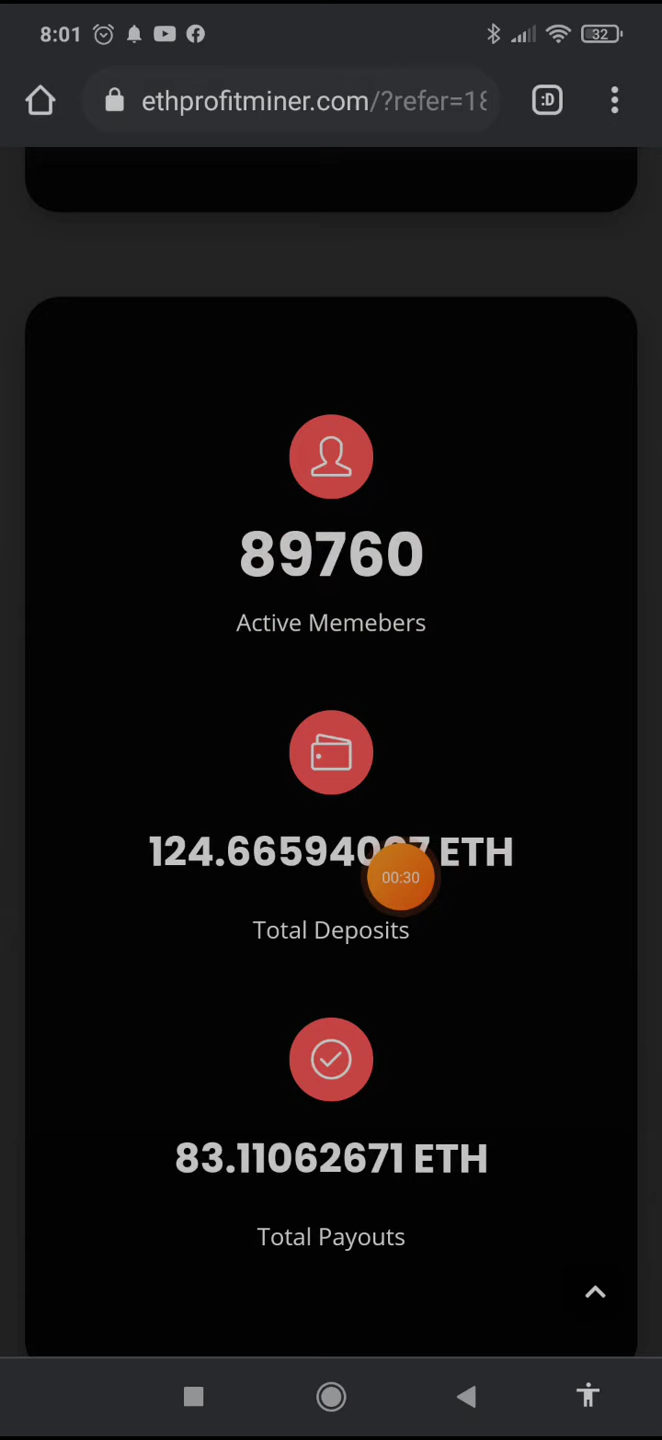 8:01
32
ethprofitminer.com/?refer=18
:D
89760
Active Memebers
ETH
00:30
Total Deposits
83.11062671 ETH
Total Payouts